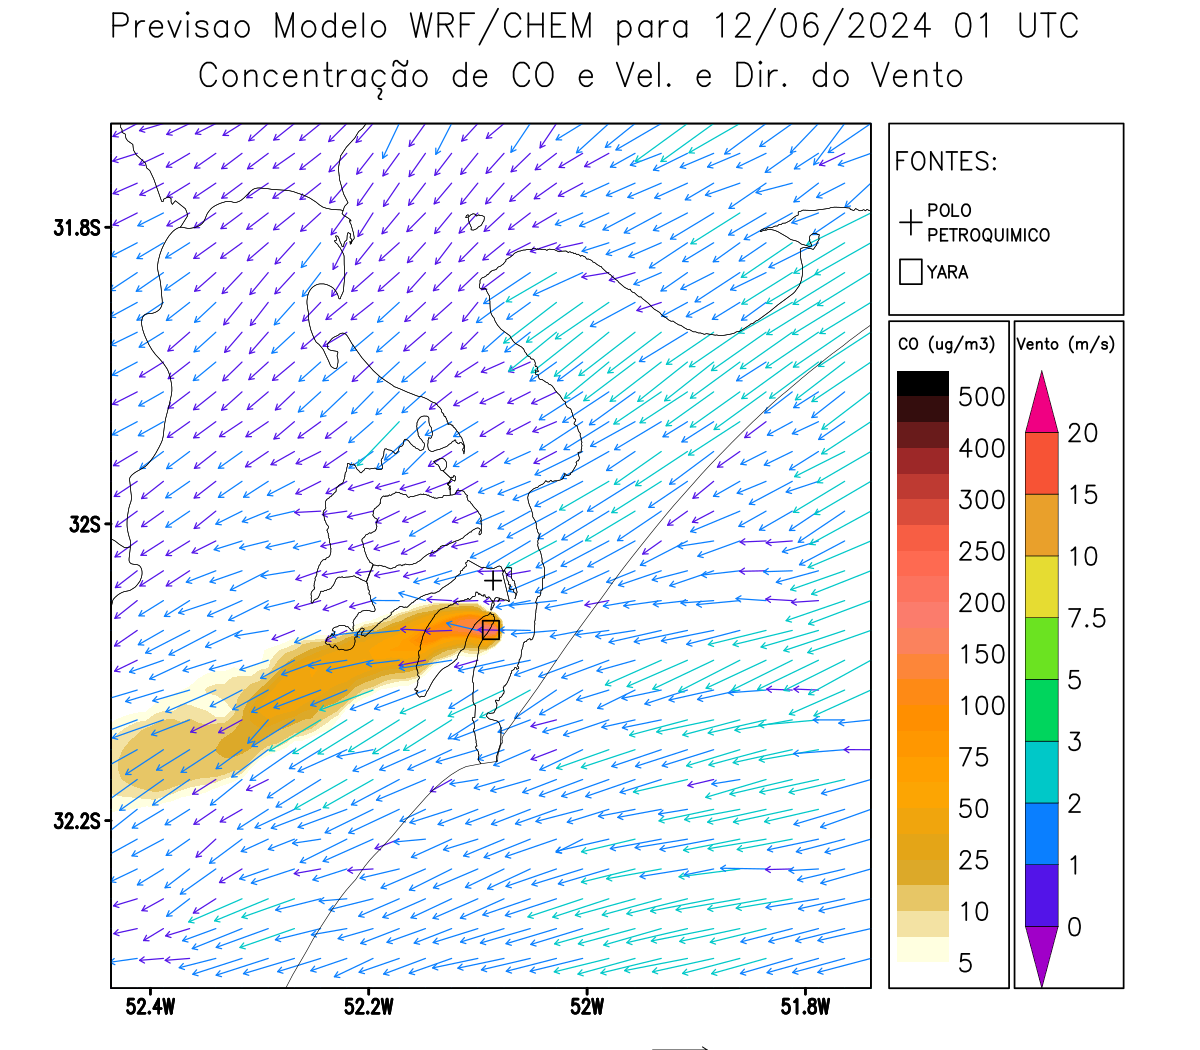 Previsao Modelo WRF/CHEM para 12/06/2024 01 UTC
Concentração de CO e Vel. e Dir. do Vento
FONTES:
POLO
PETROQUIMICO
YARA
CO (ug/m3)
500
400
300
250
200
150
100
75
50
25
10
5
Vento (m/s)
20
15
10
7.5
5
3
2
1
0
31.8S
32S
32.2S
52.4W
52.2W
52W
51.8W